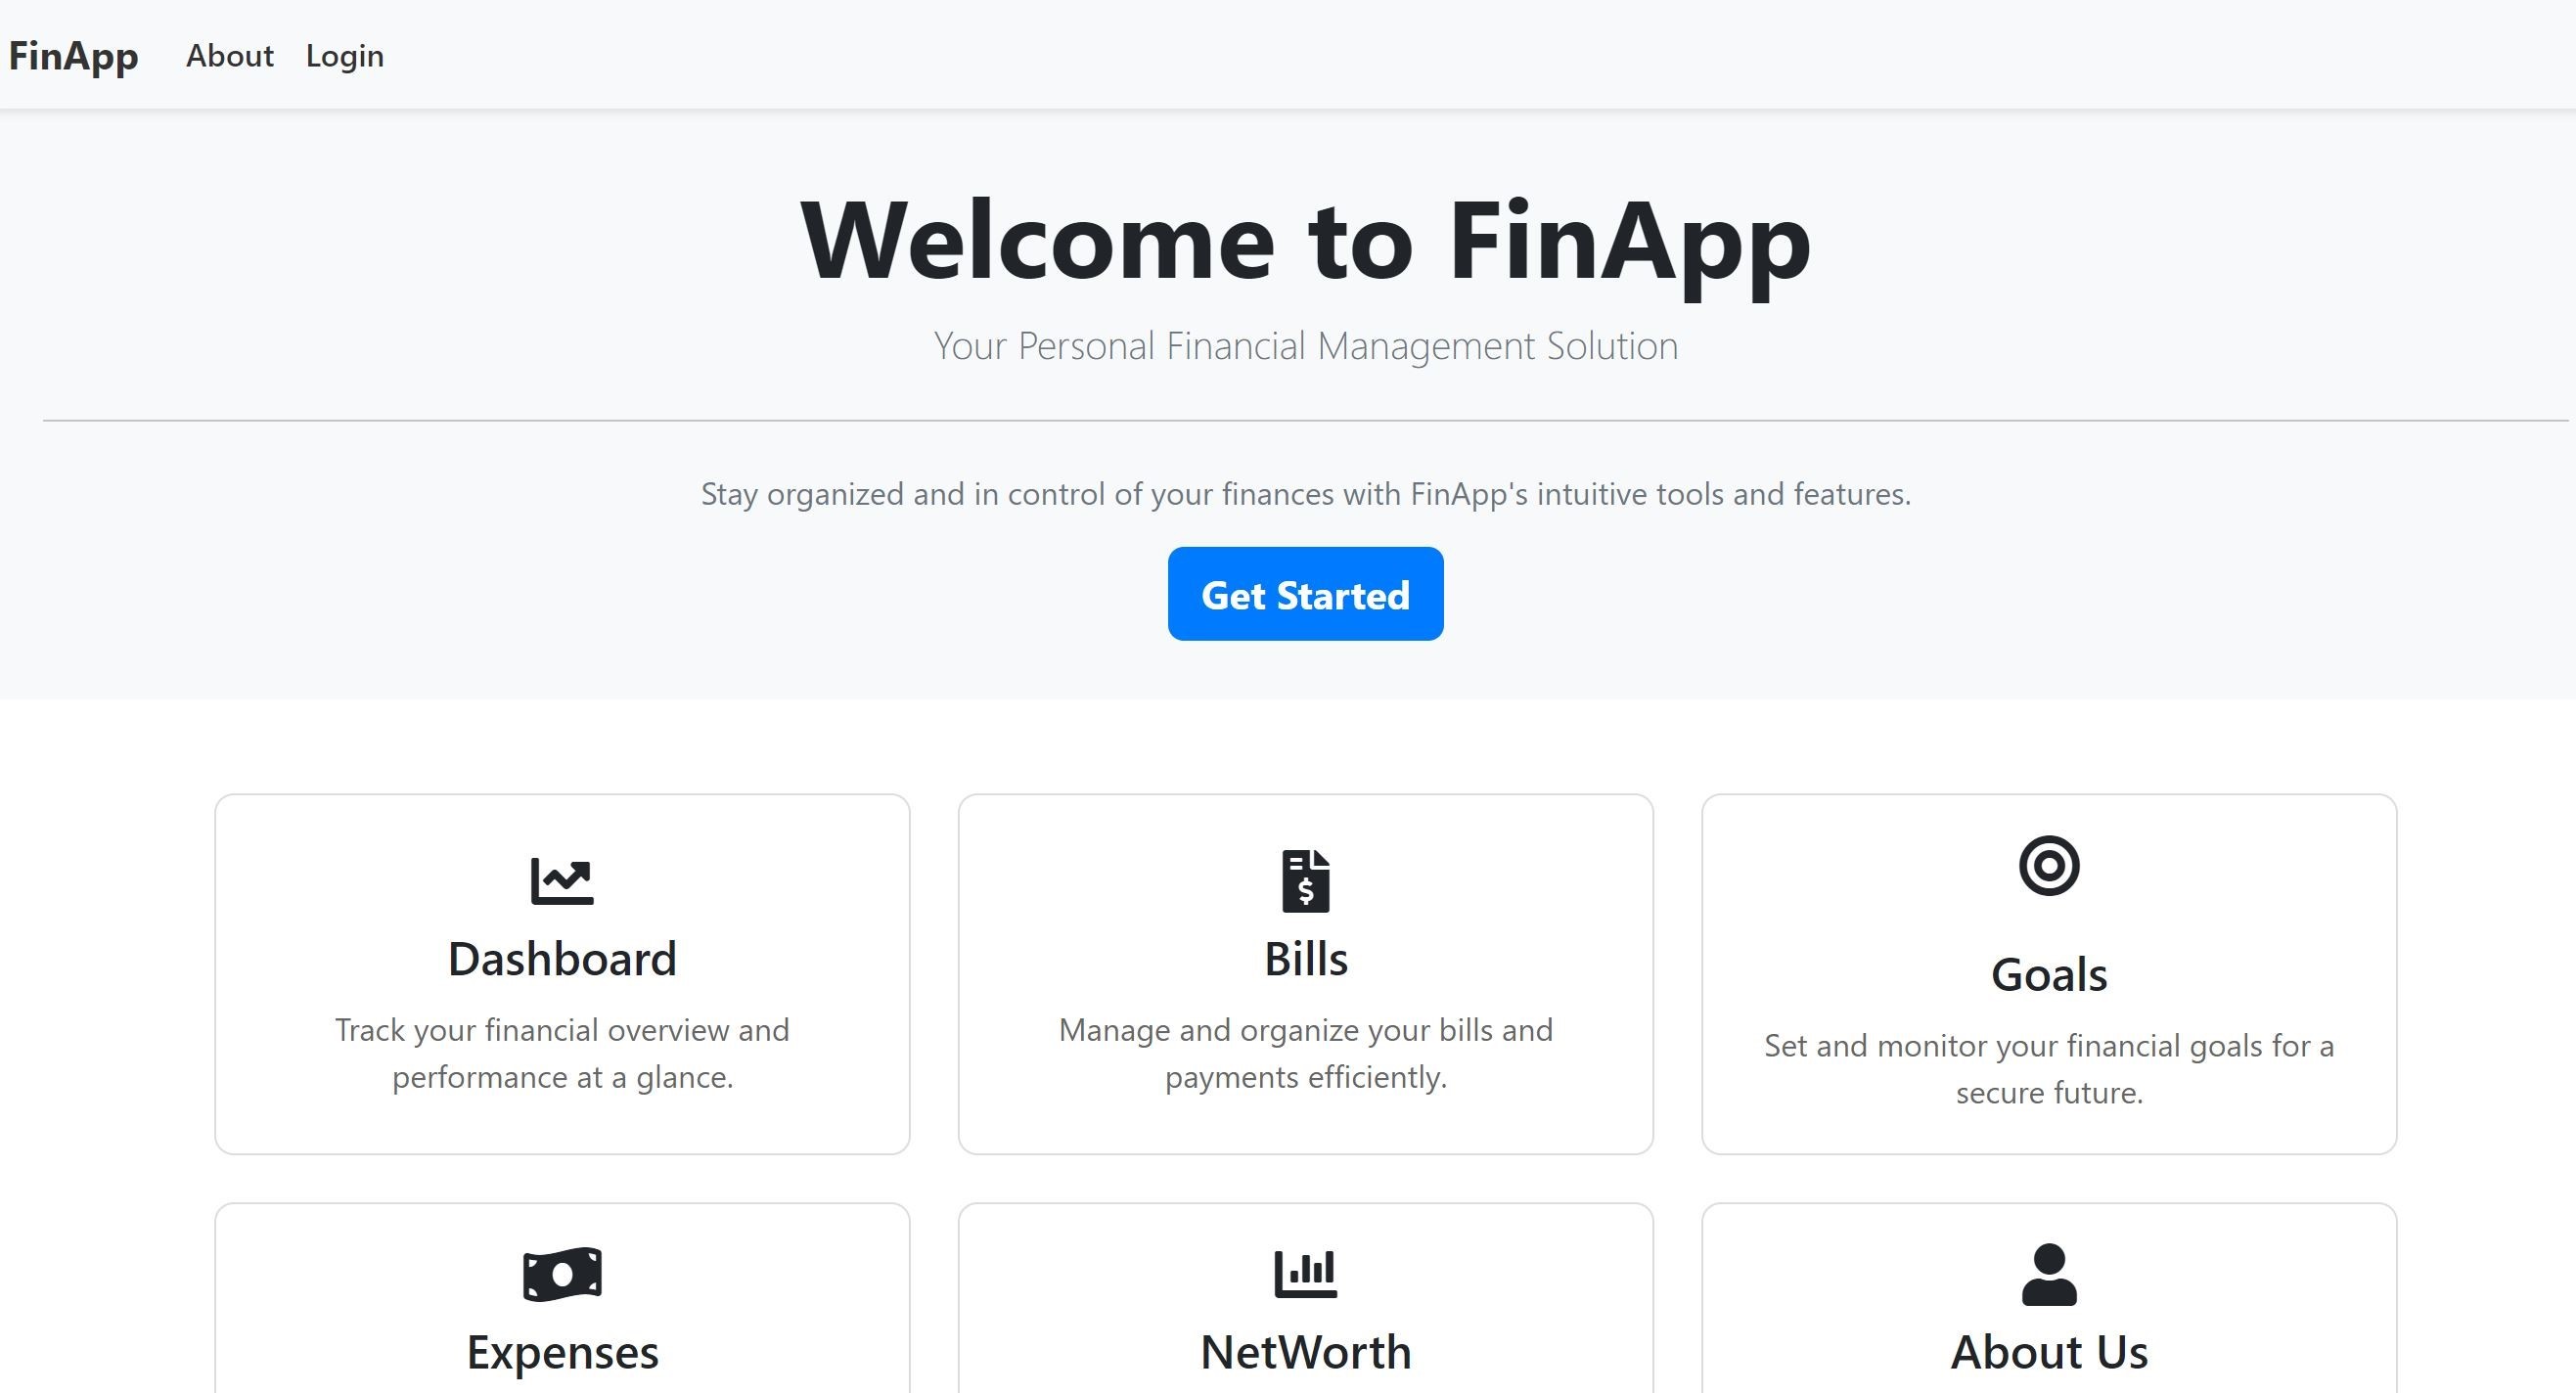 FinApp About Login
Welcome to FinApp
Your Personal Financial Management Solution
Stay organized and in control of your finances with FinApp's intuitive tools and features.
Get Started
Dashboard
Track your financial overview and
performance at a glance.
$
Bills
Manage and organize your bills and
payments efficiently.
Goals
Set and monitor your financial goals for a
secure future.
Expenses
NetWorth
About Us